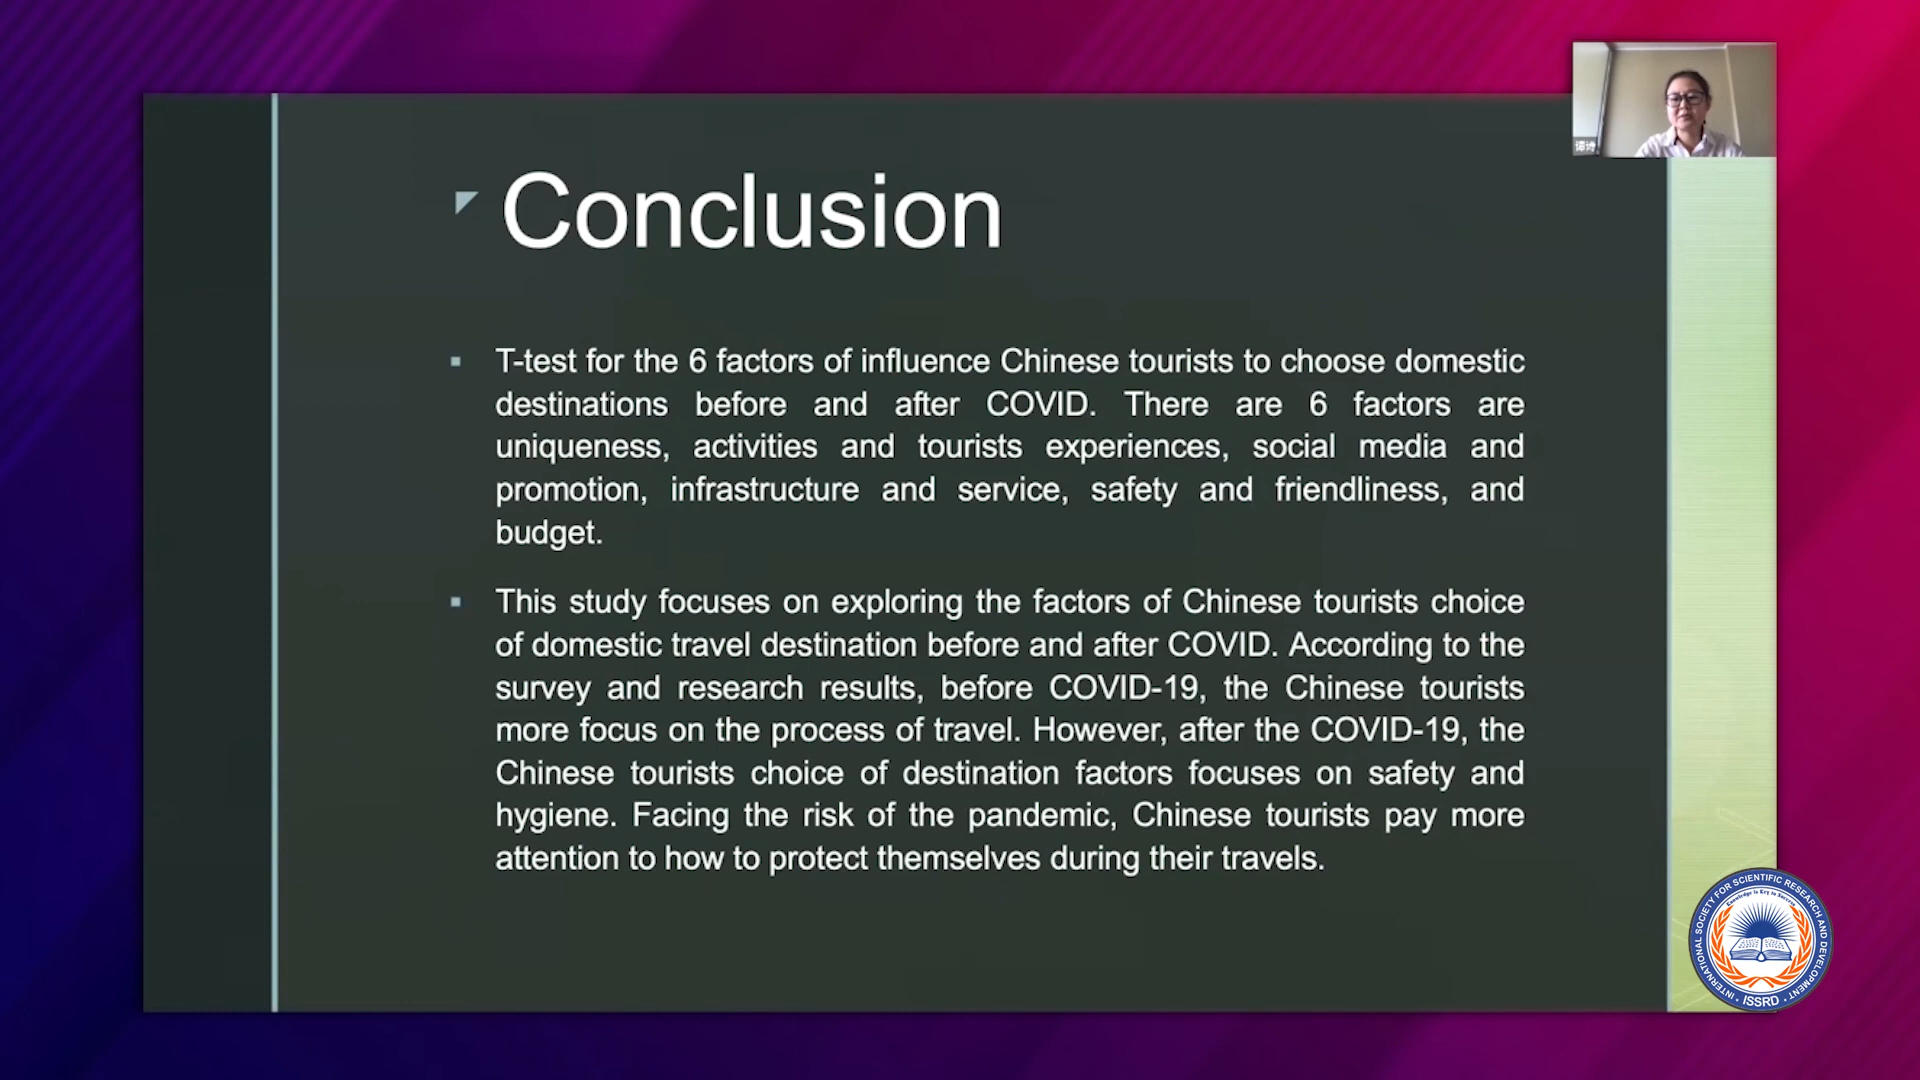 Conclusion
T-test for the 6 factors of influence Chinese tourists to choose domestic
destinations before and after COVID. There are 6 factors are
uniqueness, activities and tourists experiences, social media and
promotion, infrastructure and service, safety and friendliness, and
budget.
This study focuses on exploring the factors of Chinese tourists choice
of domestic travel destination before and after COVID. According to the
survey and research results, before COVID-19, the Chinese tourists
more focus on the process of travel. However, after the COVID-19, the
Chinese tourists choice of destination factors focuses on safety and
hygiene. Facing the risk of the pandemic, Chinese tourists pay more
attention to how to protect themselves during their travels.
INTERNATIONAL SOCIETY FOR SCIENTIFIC RESEARCH AND DEVELOPMENT
Knowledge is Key to Success
ISSRD